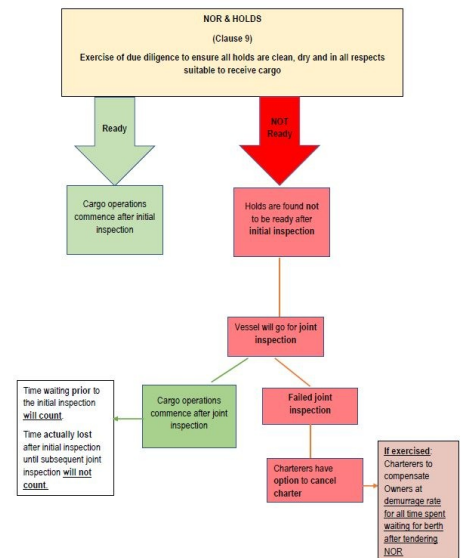 NOR & HOLDS
(Clause 9)
Exercise of due diligence to ensure all holds are clean, dry and in all respects
suitable to receive cargo
Ready
NOT
Ready
Cargo operations
commence after initial
inspection
Holds are found not
to be ready after
initial inspection
Vessel will go for joint
inspection
Time waiting prior to
the initial inspection
will count.
Time actually lost
after initial inspection
until subsequent joint
inspection will not
count.
Cargo operations
commence after joint
inspection
Failed joint
inspection
Charterers have
option to cancel
charter
If exercised:
Charterers to
compensate
Owners at
demurrage rate
for all time spent
waiting for berth
after tendering
NOR